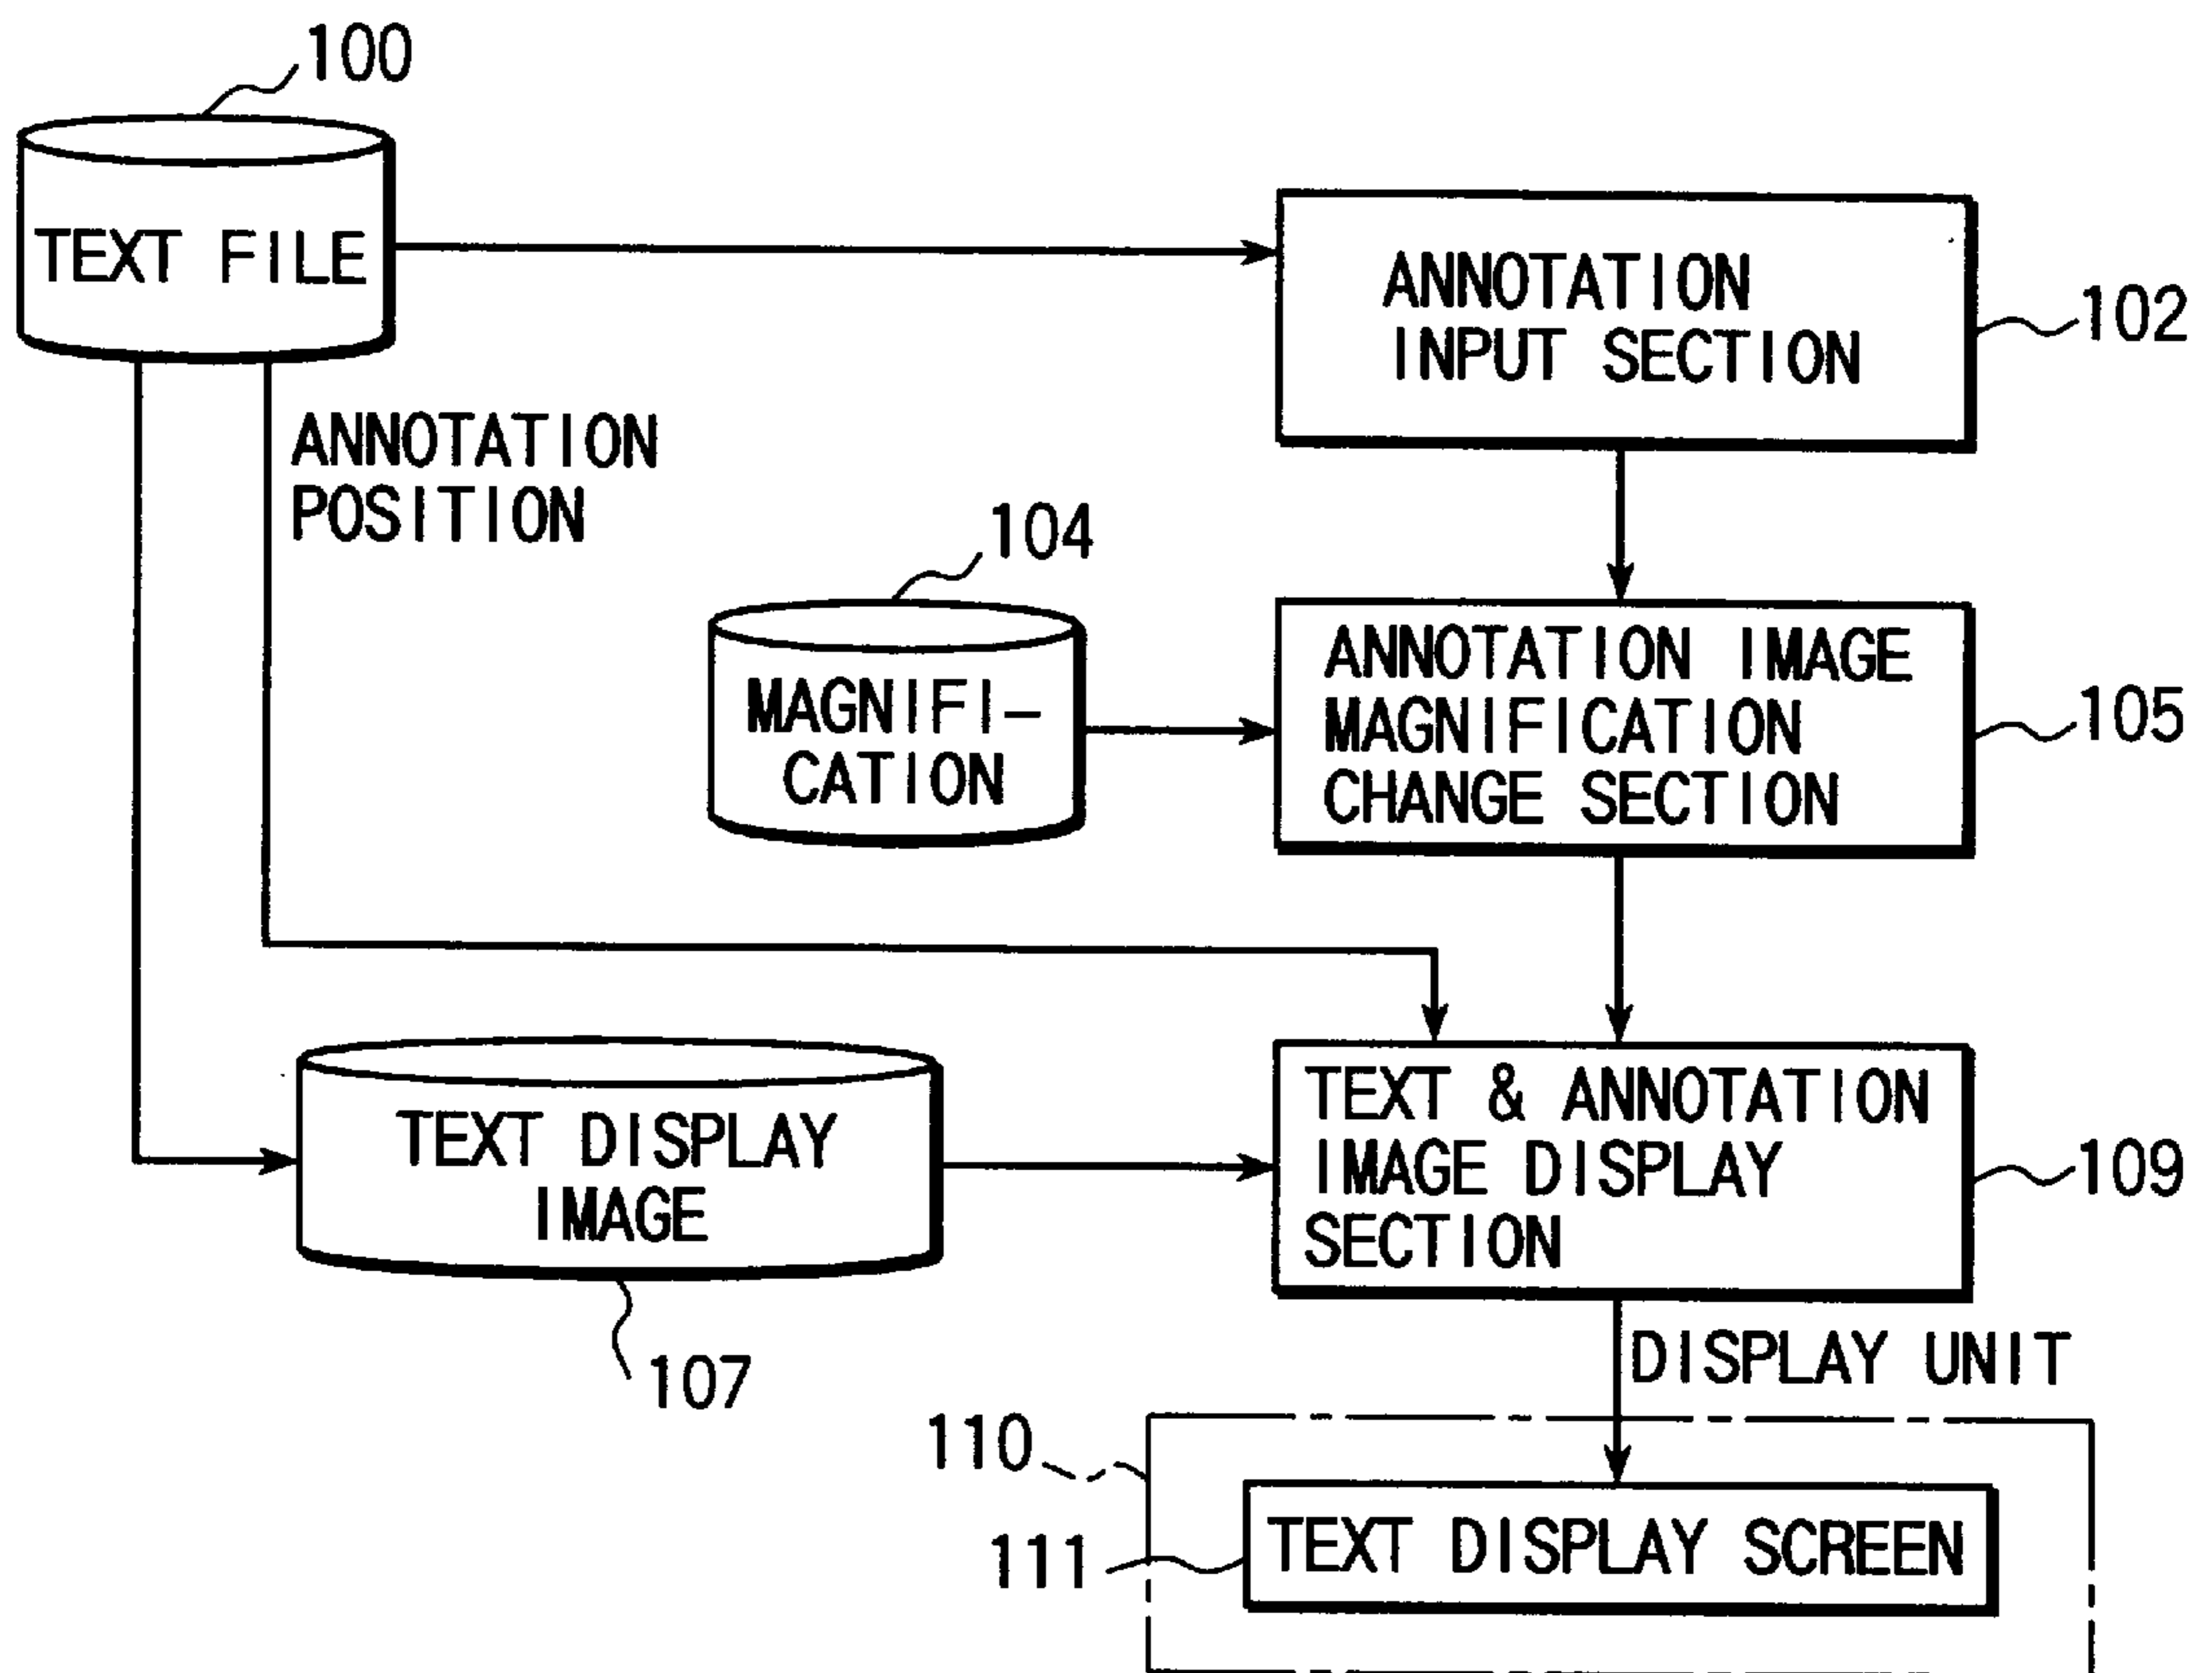 100
TEXT FILE
ANNOTATION
INPUT SECTION
102
ANNOTATION
POSITION
104
MAGNIFI-
CATION
ANNOTATION IMAGE
MAGNIFICATION
CHANGE SECTION
105
TEXT DISPLAY
IMAGE
107
TEXT & ANNOTATION
IMAGE DISPLAY
SECTION
109
DISPLAY UNIT
110
111
TEXT DISPLAY SCREEN